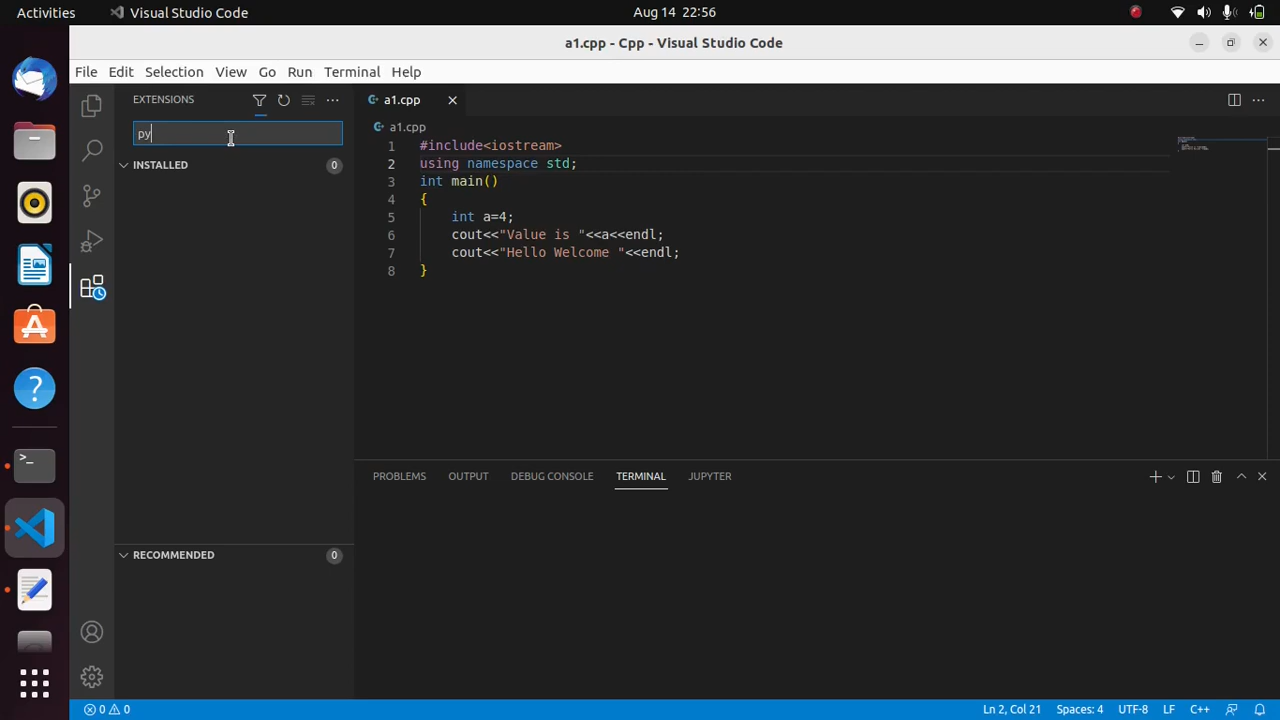 Activities Visual Studio Code Aug 14 22:56
a1.cpp - Cpp - Visual Studio Code
File Edit Selection View Go Run Terminal Help
EXTENSIONS
py
INSTALLED 0
RECOMMENDED 0
a1.cpp
a1.cpp
1 #include<iostream>
2 using namespace std;
3 int main()
4 {
5 int a=4;
6 cout<<"Value is "<<a<<endl;
7 cout<<"Hello Welcome "<<endl;
8 }
PROBLEMS OUTPUT DEBUG CONSOLE TERMINAL JUPYTER
0 0 Ln 2, Col 21 Spaces: 4 UTF-8 LF C++